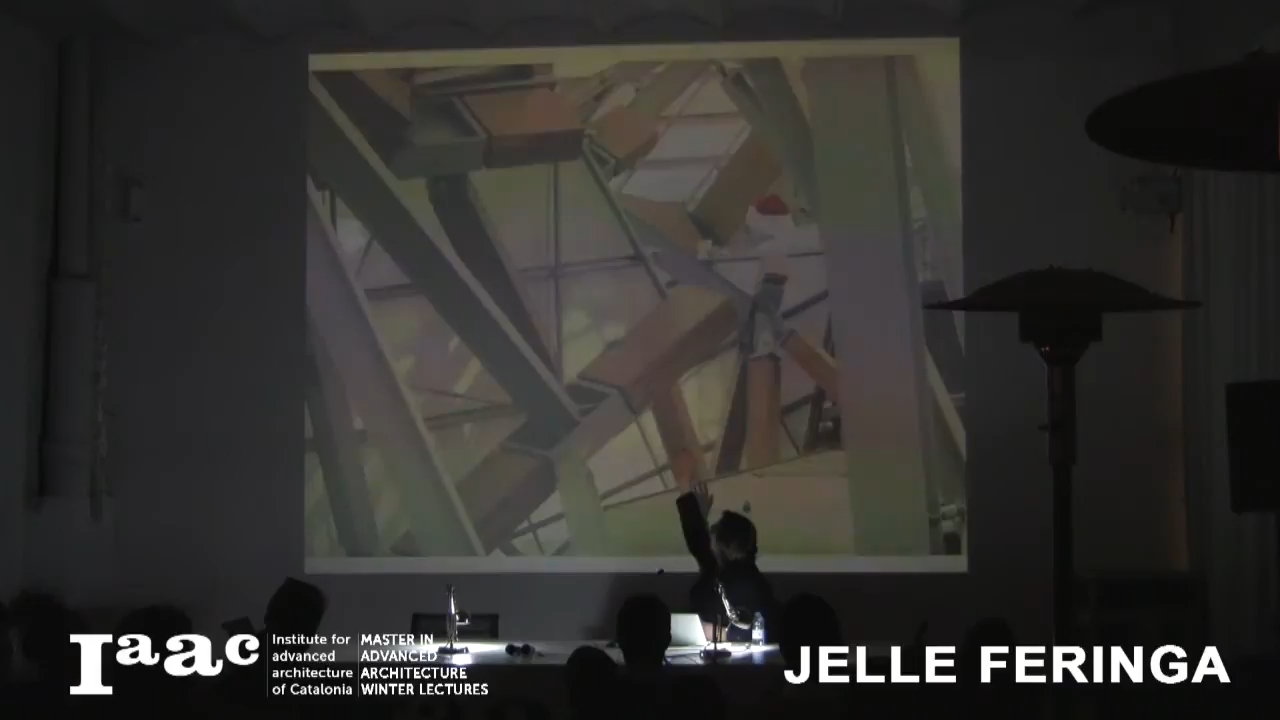 Iaac
Institute for
advanced
architecture
of Catalonia
MASTER IN
ADVANCED
ARCHITECTURE
WINTER LECTURES
JELLE FERINGA